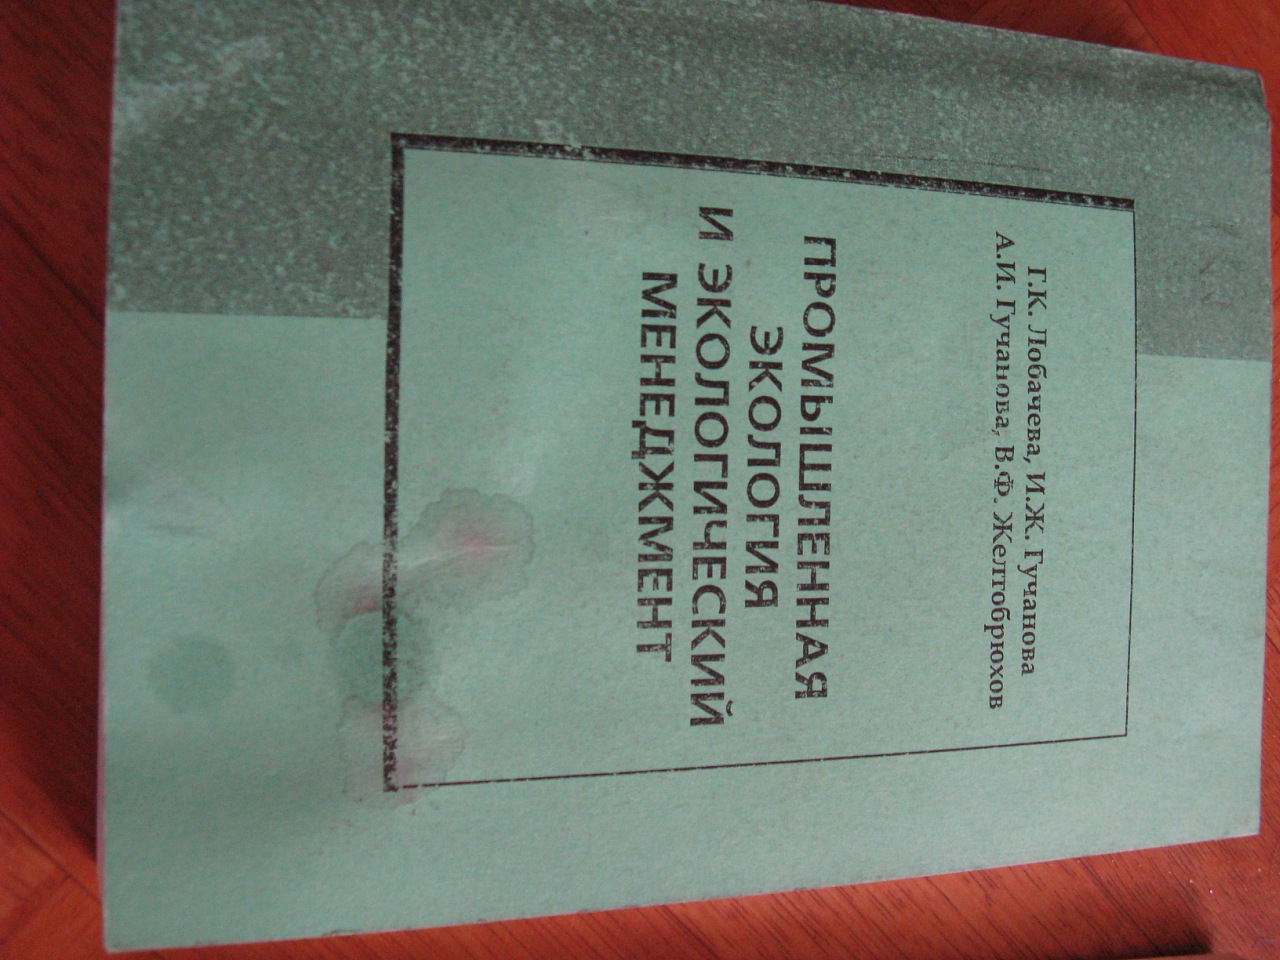 Г.К. Лобачева, И.Ж. Гучанова
А.И. Гучанова, В.Ф. Желтобрюхов
ПРОМЫШЛЕННАЯ
ЭКОЛОГИЯ
И ЭКОЛОГИЧЕСКИЙ
МЕНЕДЖМЕНТ